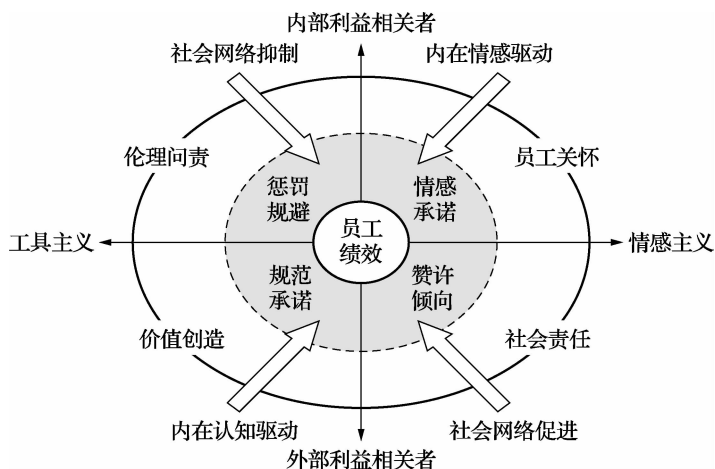 内部利益相关者
社会网络抑制
内在情感驱动
伦理问责
员工关怀
惩罚
规避
情感
承诺
工具主义
员工
绩效
情感主义
规范
承诺
赞许
倾向
价值创造
社会责任
内在认知驱动
社会网络促进
外部利益相关者